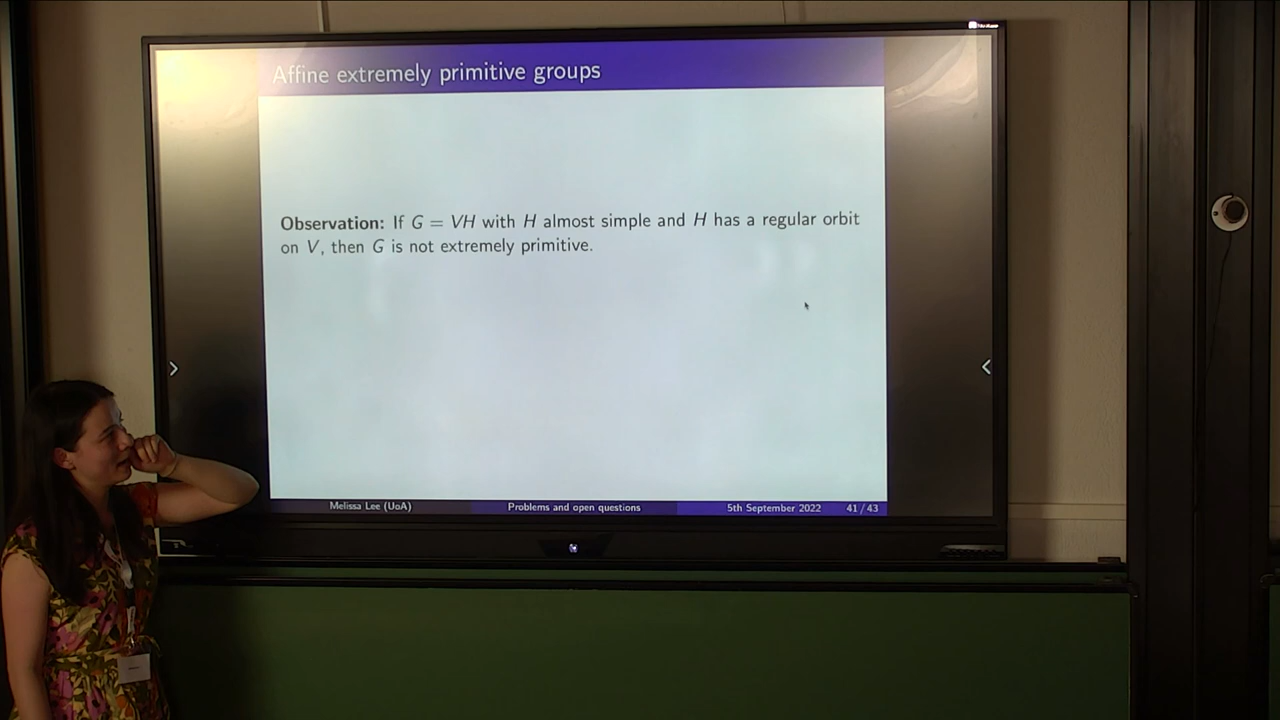 Affine extremely primitive groups
Observation: If G = VH with H almost simple and H has a regular orbit
on V, then G is not extremely primitive.
Melissa Lee (UoA) Problems and open questions 5th September 2022 41 / 43